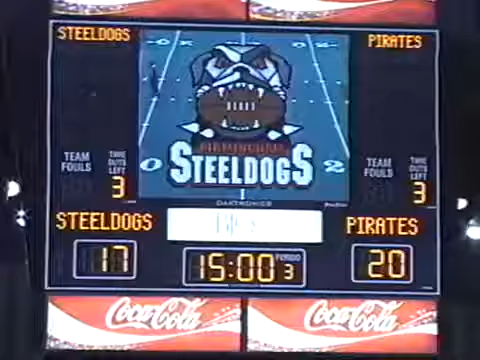 STEELDOGS
PIRATES
BIRMINGHAM
STEELDOGS
TEAM FOULS
TIME OUTS LEFT
3
TEAM FOULS
TIME OUTS LEFT
3
DAKTRONICS
STEELDOGS
PIRATES
17
15:00
PERIOD
3
20
Coca-Cola
Coca-Cola